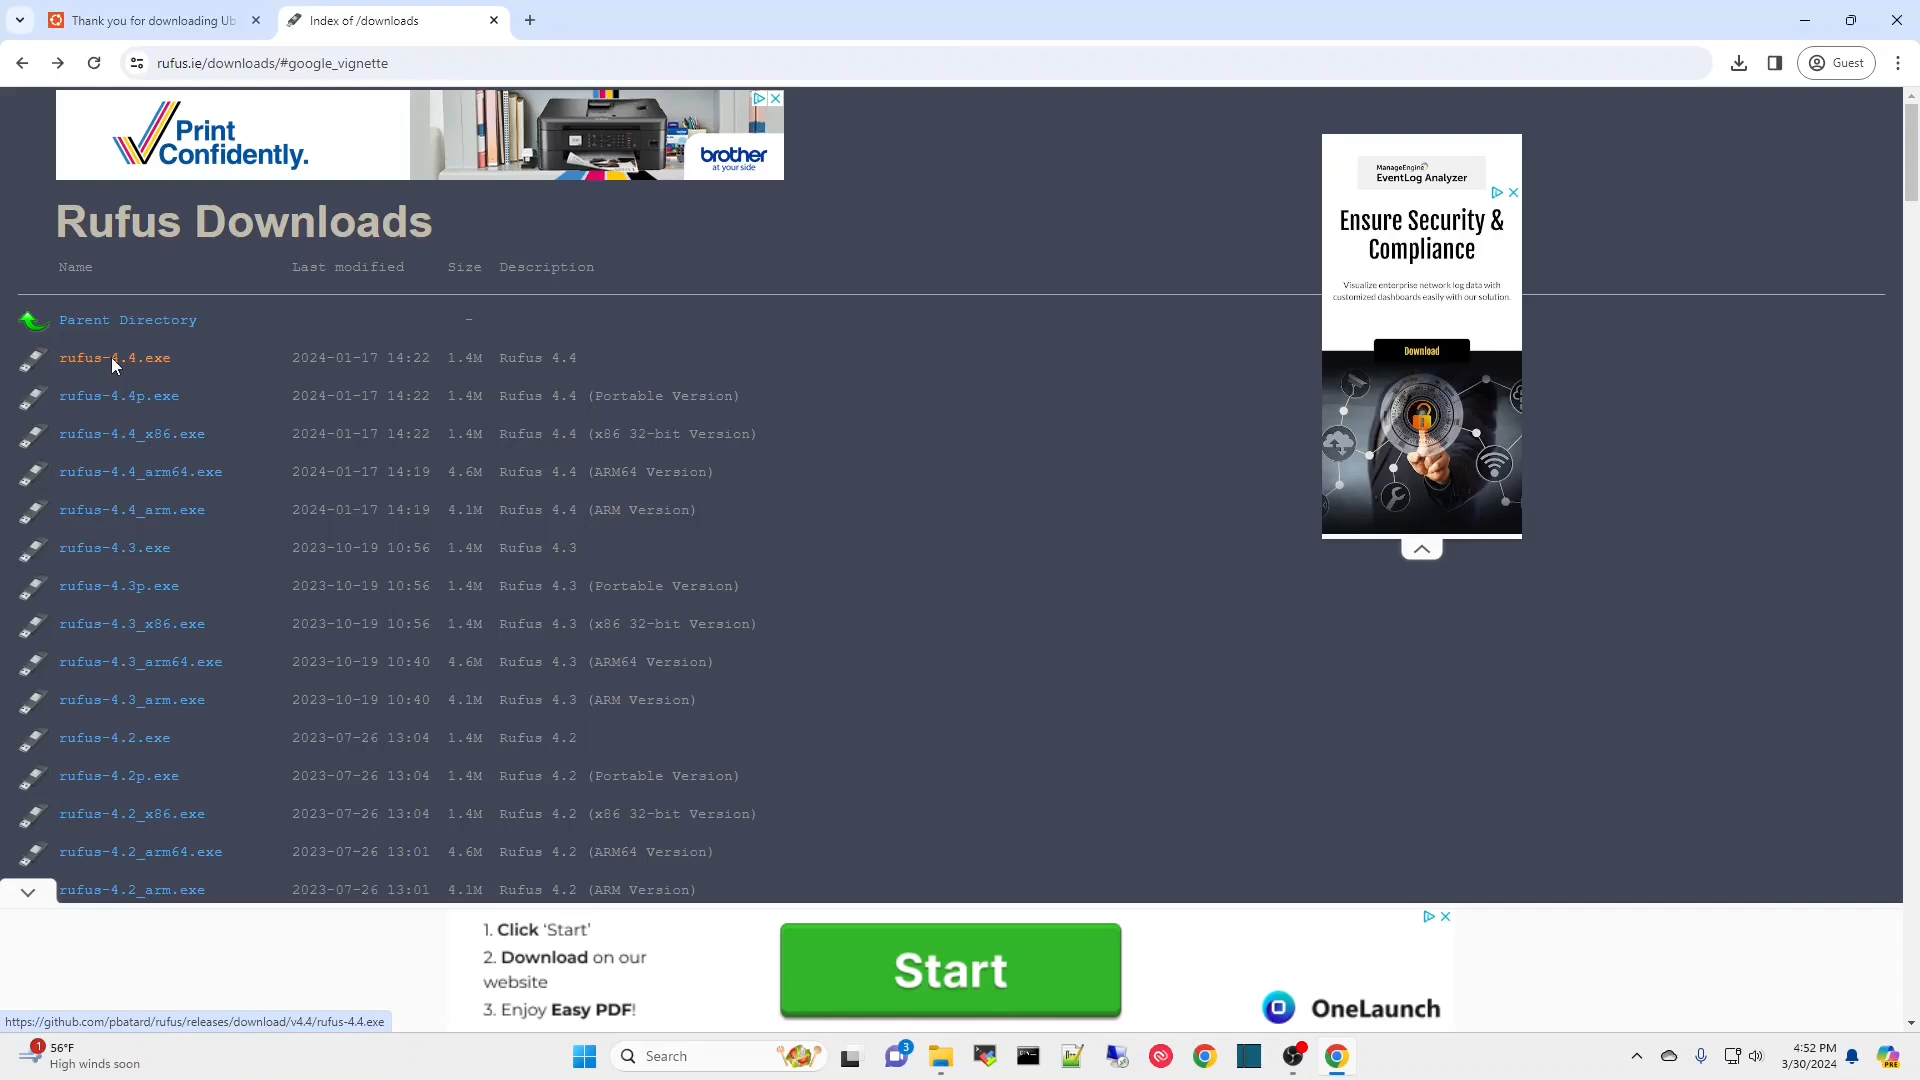 Thank you for downloading Ub
Index of /downloads
rufus.ie/downloads/#google_vignette
Guest
Print
Confidently.
brother
at your side
ManageEngine
EventLog Analyzer
Ensure Security &
Compliance
Visualize enterprise network log data with
customized dashboards easily with our solution.
Download
Rufus Downloads
Name Last modified Size Description
Parent Directory -
rufus-4.4.exe 2024-01-17 14:22 1.4M Rufus 4.4
rufus-4.4p.exe 2024-01-17 14:22 1.4M Rufus 4.4 (Portable Version)
rufus-4.4_x86.exe 2024-01-17 14:22 1.4M Rufus 4.4 (x86 32-bit Version)
rufus-4.4_arm64.exe 2024-01-17 14:19 4.6M Rufus 4.4 (ARM64 Version)
rufus-4.4_arm.exe 2024-01-17 14:19 4.1M Rufus 4.4 (ARM Version)
rufus-4.3.exe 2023-10-19 10:56 1.4M Rufus 4.3
rufus-4.3p.exe 2023-10-19 10:56 1.4M Rufus 4.3 (Portable Version)
rufus-4.3_x86.exe 2023-10-19 10:56 1.4M Rufus 4.3 (x86 32-bit Version)
rufus-4.3_arm64.exe 2023-10-19 10:40 4.6M Rufus 4.3 (ARM64 Version)
rufus-4.3_arm.exe 2023-10-19 10:40 4.1M Rufus 4.3 (ARM Version)
rufus-4.2.exe 2023-07-26 13:04 1.4M Rufus 4.2
rufus-4.2p.exe 2023-07-26 13:04 1.4M Rufus 4.2 (Portable Version)
rufus-4.2_x86.exe 2023-07-26 13:04 1.4M Rufus 4.2 (x86 32-bit Version)
rufus-4.2_arm64.exe 2023-07-26 13:01 4.6M Rufus 4.2 (ARM64 Version)
rufus-4.2_arm.exe 2023-07-26 13:01 4.1M Rufus 4.2 (ARM Version)
1. Click 'Start'
2. Download on our
website
3. Enjoy Easy PDF!
Start
OneLaunch
https://github.com/pbatard/rufus/releases/download/v4.4/rufus-4.4.exe
1
56°F
High winds soon
Search
3
4:52 PM
3/30/2024
PRE